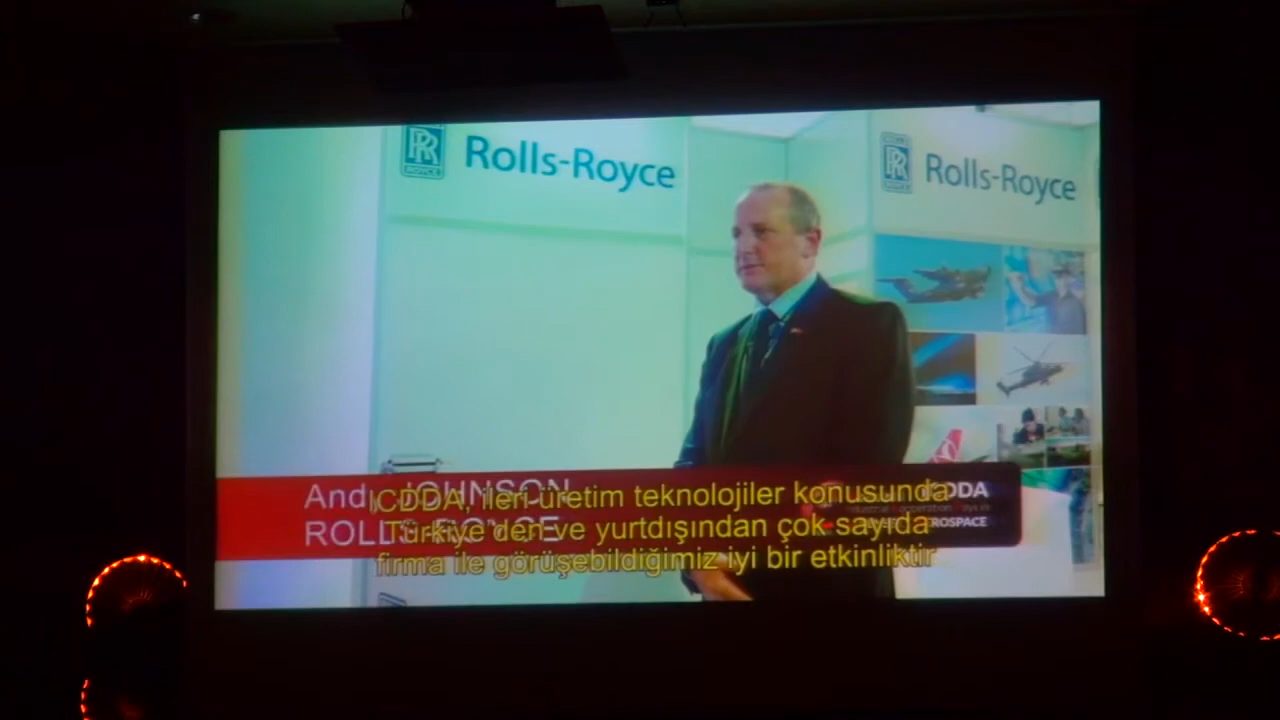 Rolls-Royce
Rolls-Royce
JOHNSON
ICDDA, ileri üretim teknolojiler konusunda
Türkiye'den ve yurtdışından çok sayıda
firma ile görüşebildiğimiz iyi bir etkinliktir